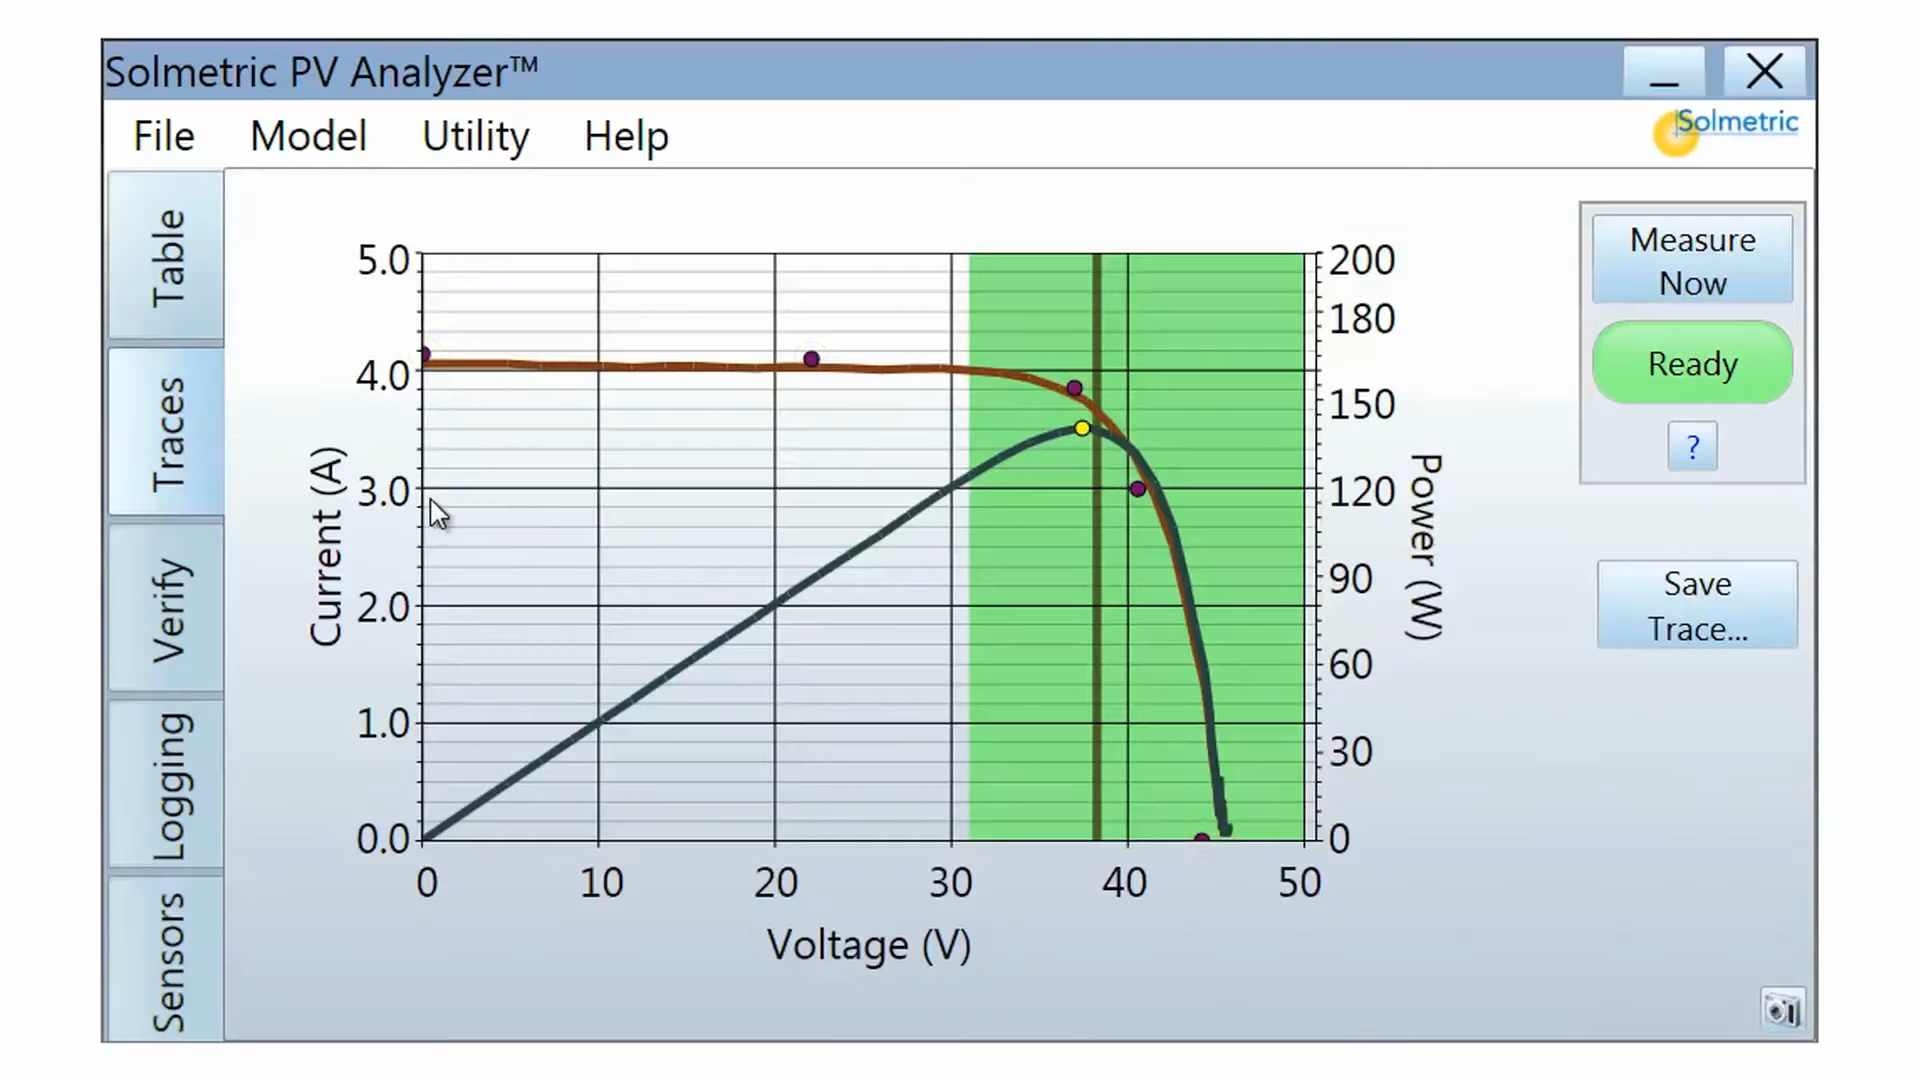 Solmetric PV Analyzer™
File Model Utility Help
Solmetric
Table
Traces
Verify
Logging
Sensors
Current (A)
5.0
4.0
3.0
2.0
1.0
0.0
0 10 20 30 40 50
Voltage (V)
200
180
150
120
90
60
30
0
Power (W)
Measure
Now
Ready
?
Save
Trace...